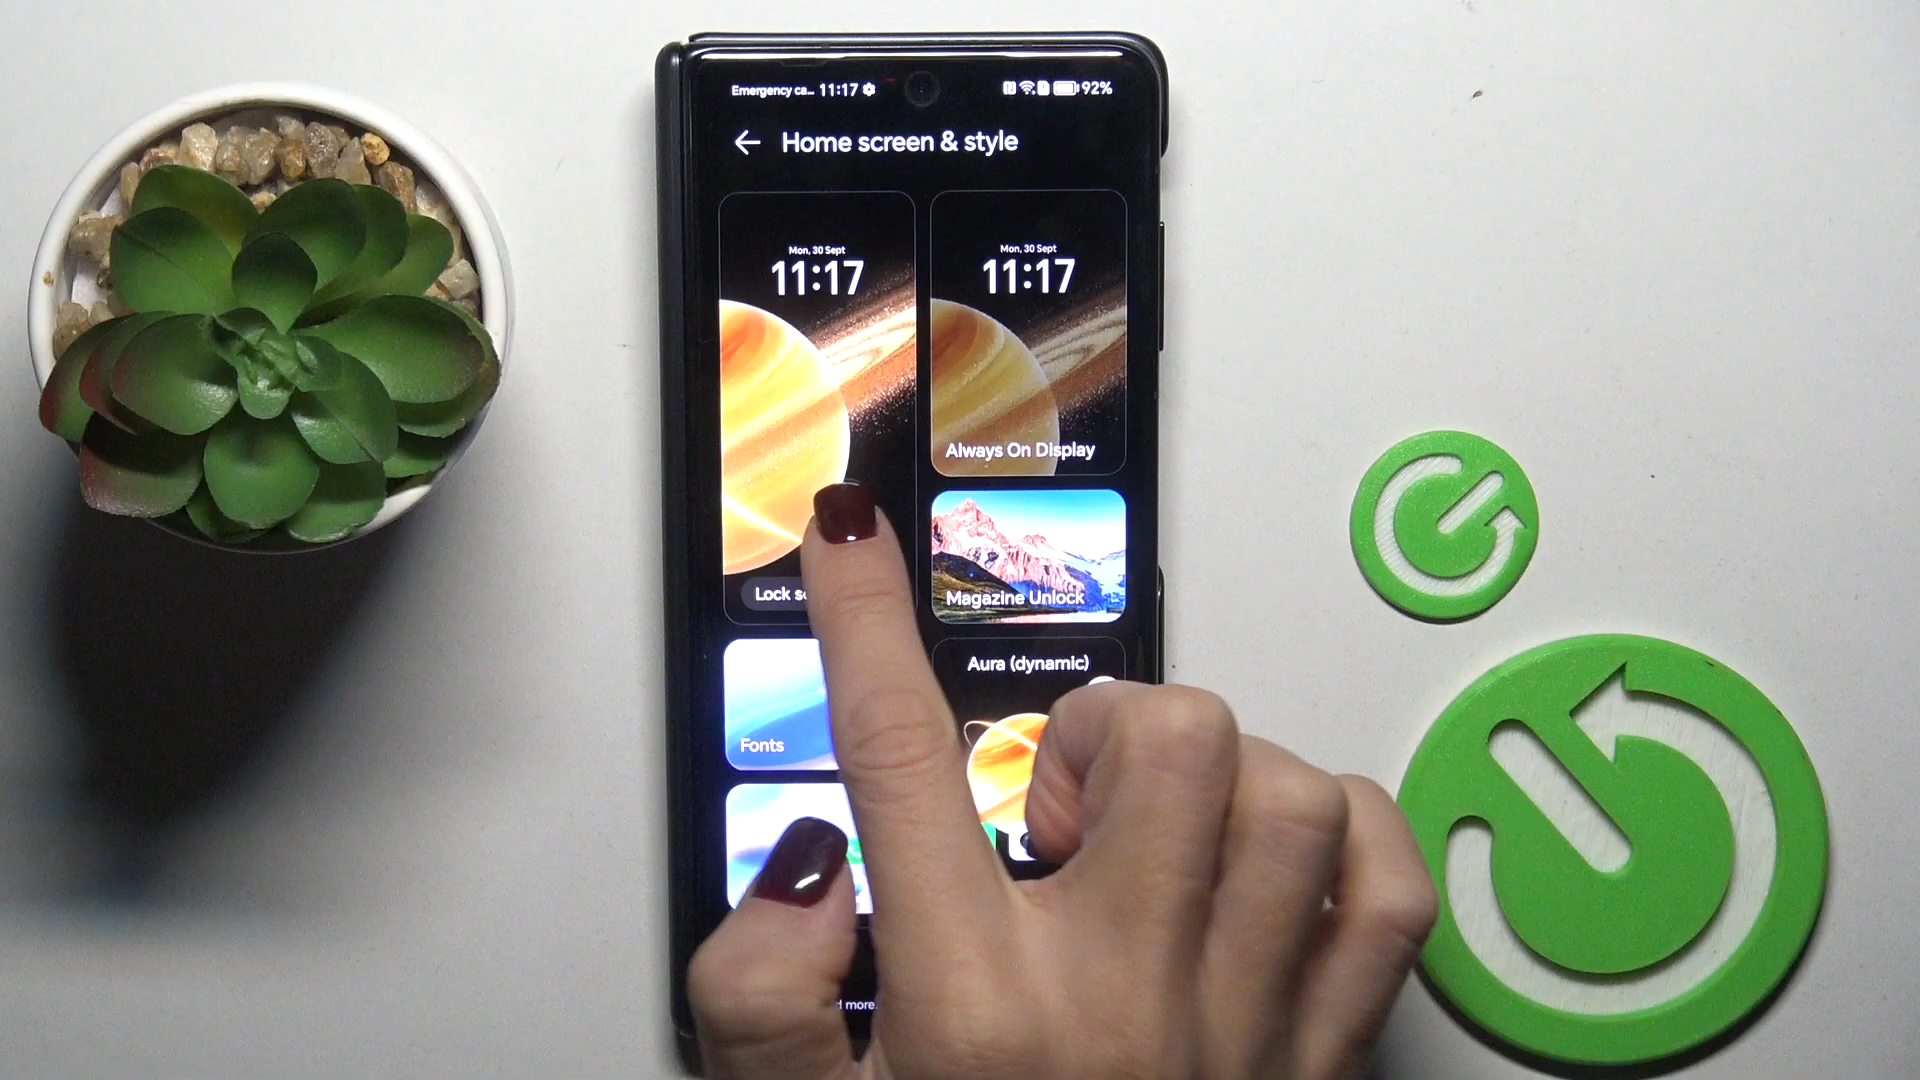 Emergency ca... 11:17 92%
Home screen & style
Mon, 30 Sept
11:17
Mon, 30 Sept
11:17
Always On Display
Lock
Magazine Unlock
Aura (dynamic)
Fonts
more.